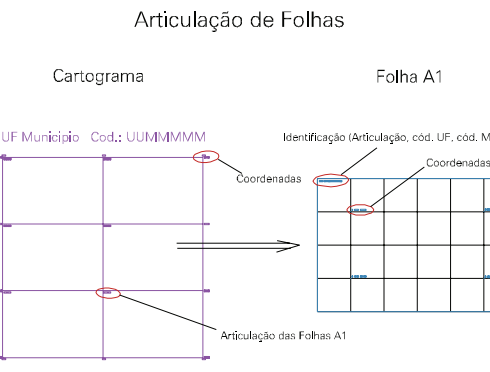 Articulação de Folhas
Cartograma
Folha A1
UF Municipio Cod.: UUMMMMM
Identificação (Articulação, cód. UF, cód. M
Coordenadas
Coordenadas
Articulação das Folhas A1